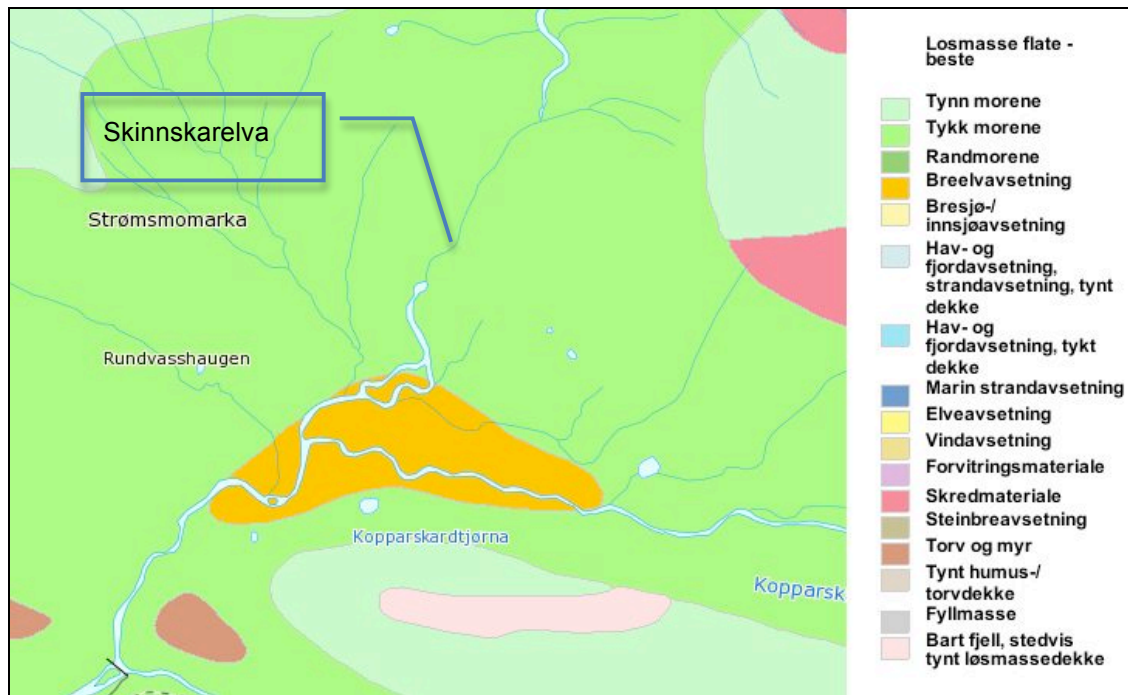 Skinnskarelva
Strømsmomarka
Rundvasshaugen
Kopparskardtjørna
Kopparsk
Losmasse flate -
beste
Tynn morene
Tykk morene
Randmorene
Breelvavsetning
Bresjø-/
innsjøavsetning
Hav- og
fjordavsetning,
strandavsetning, tynt
dekke
Hav- og
fjordavsetning, tykt
dekke
Marin strandavsetning
Elveavsetning
Vindavsetning
Forvitringsmateriale
Skredmateriale
Steinbreavsetning
Torv og myr
Tynt humus-/
torvdekke
Fyllmasse
Bart fjell, stedvis
tynt løsmassedekke